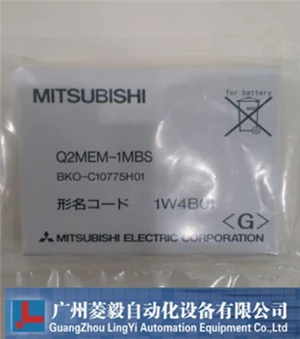 for battery
MITSUBISHI
Q2MEM-1MBS
BKO-C10775H01
形名コード 1W4B01
<G>
MITSUBISHI ELECTRIC CORPORATION
广州菱毅自动化设备有限公司
GuangZhou LingYi Automation Equipment Co.,Ltd.